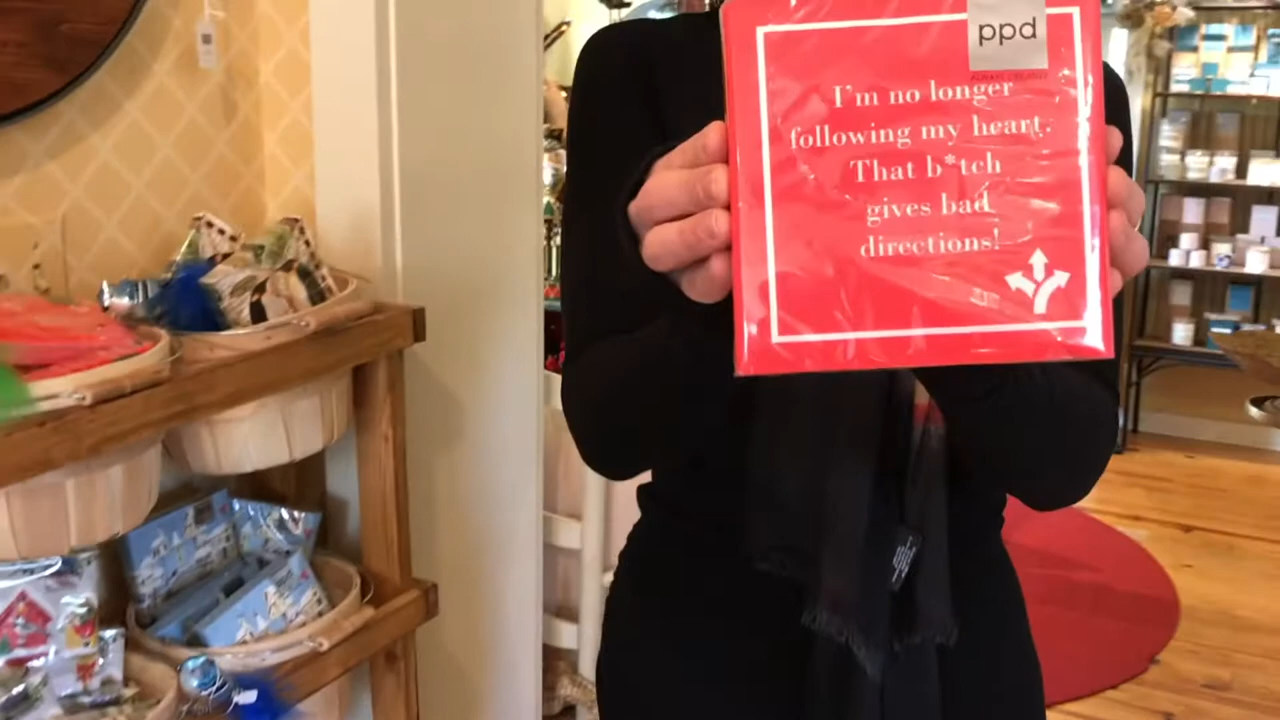 ppd
I'm no longer
following my heart.
That b*tch
gives bad
directions!